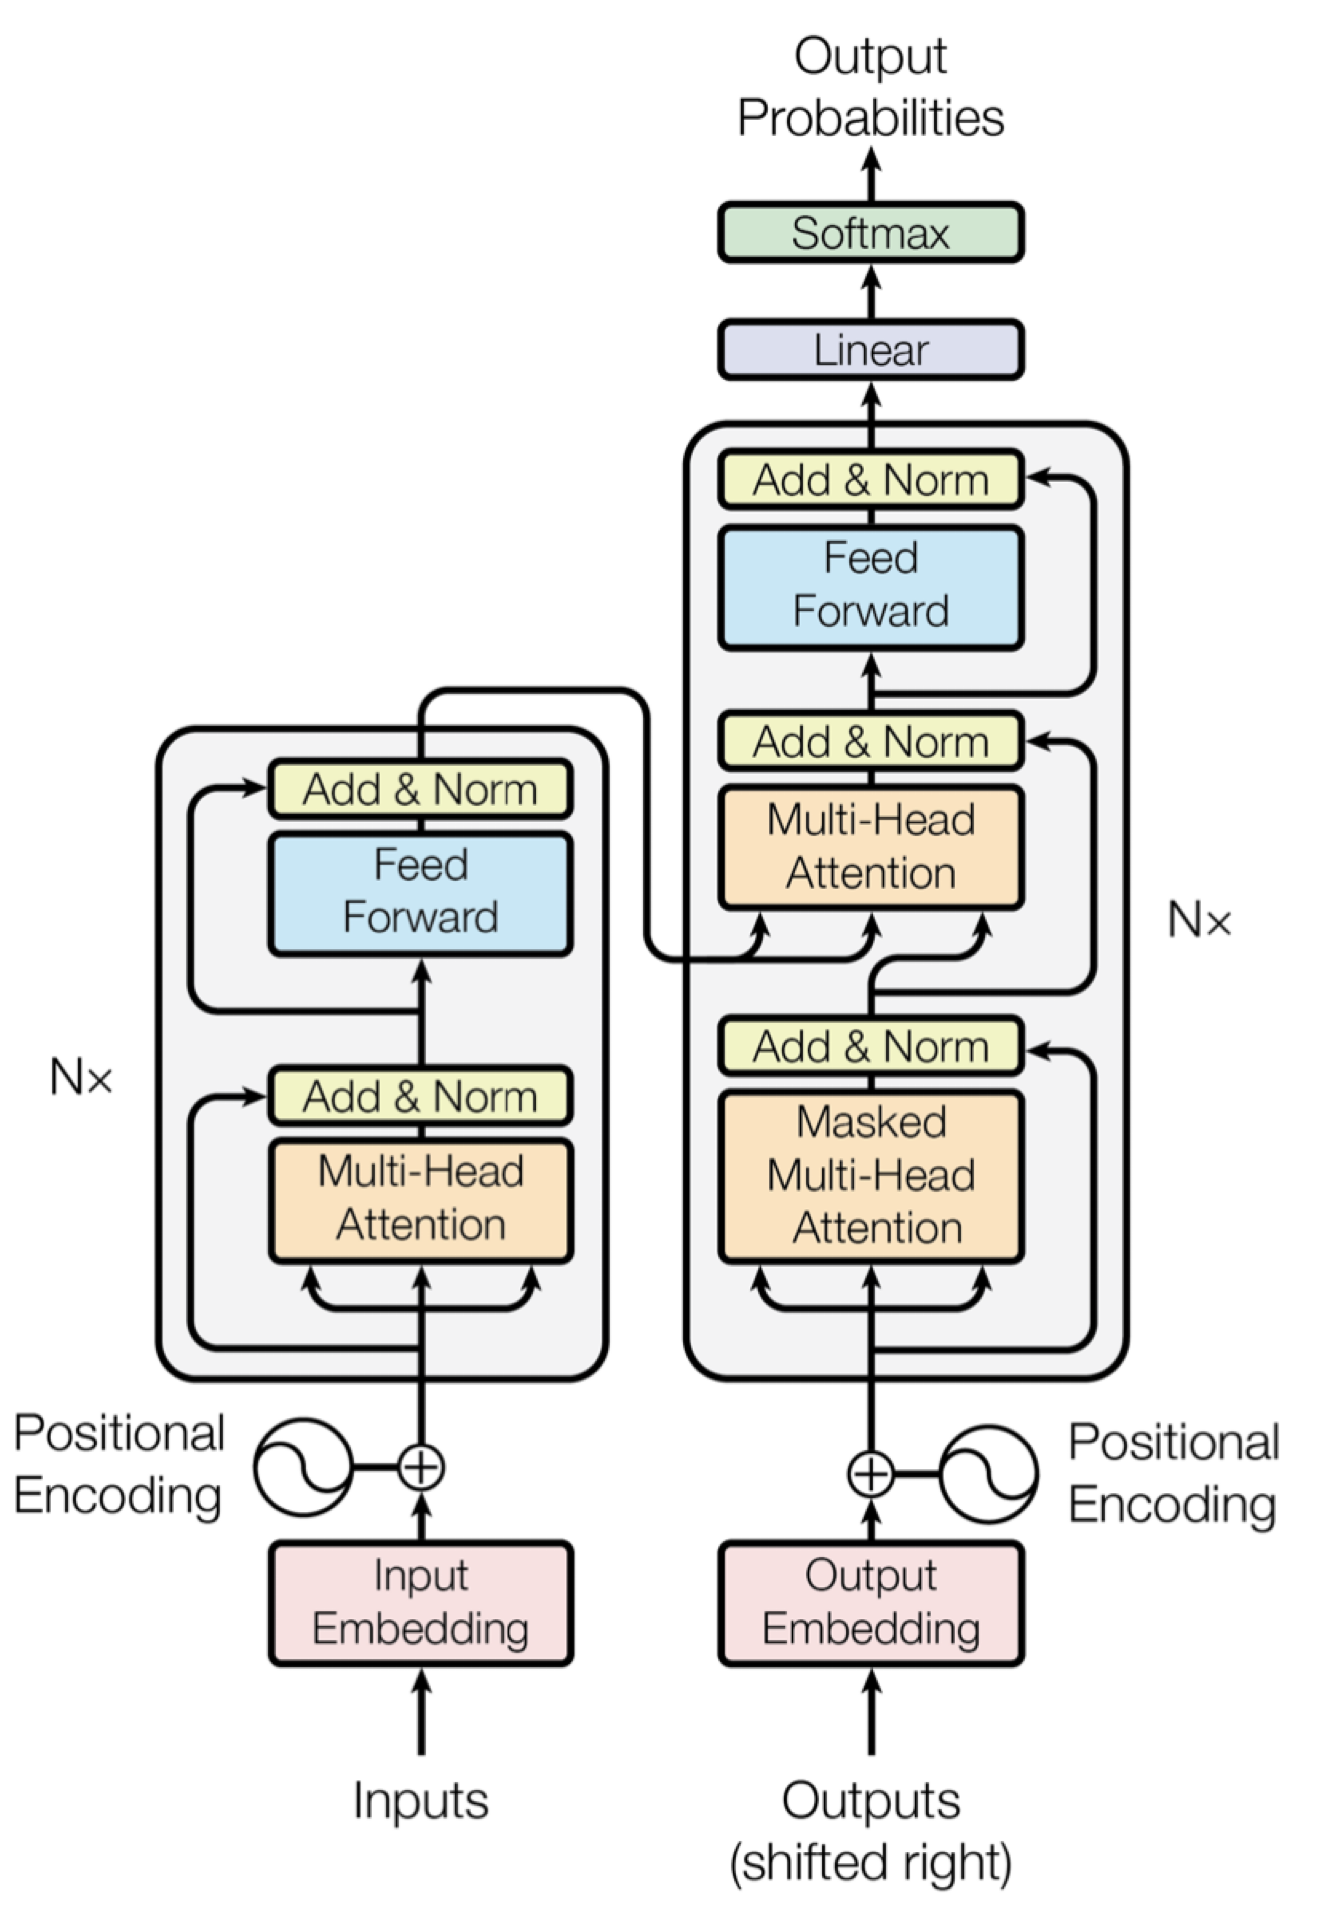 Output
Probabilities
Softmax
Linear
Add & Norm
Feed
Forward
Add & Norm
Multi-Head
Attention
N×
Add & Norm
Masked
Multi-Head
Attention
Add & Norm
Feed
Forward
N×
Add & Norm
Multi-Head
Attention
Positional
Encoding
Positional
Encoding
Input
Embedding
Output
Embedding
Inputs
Outputs
(shifted right)